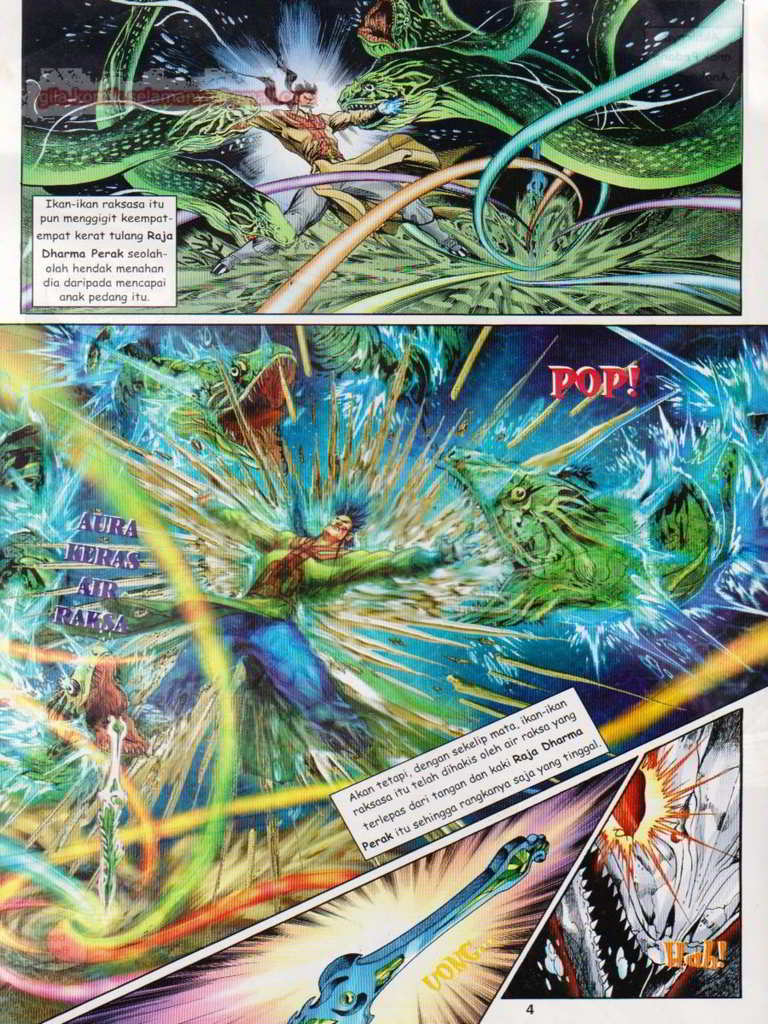 Ikan-ikan raksasa itu
pun menggigit keempat-
empat kerat tulang Raja
Dharma Perak seolah-
olah hendak menahan
dia daripada mencapai
anak pedang itu.
POP!
AURA
KERAS
AIR
RAKSA
Akan tetapi, dengan sekelip mata, ikan-ikan
raksasa itu telah dihakis oleh air raksa yang
terlepas dari tangan dan kaki Raja Dharma
Perak itu sehingga rangkanya saja yang tinggal.
UONG...
Hah!
4